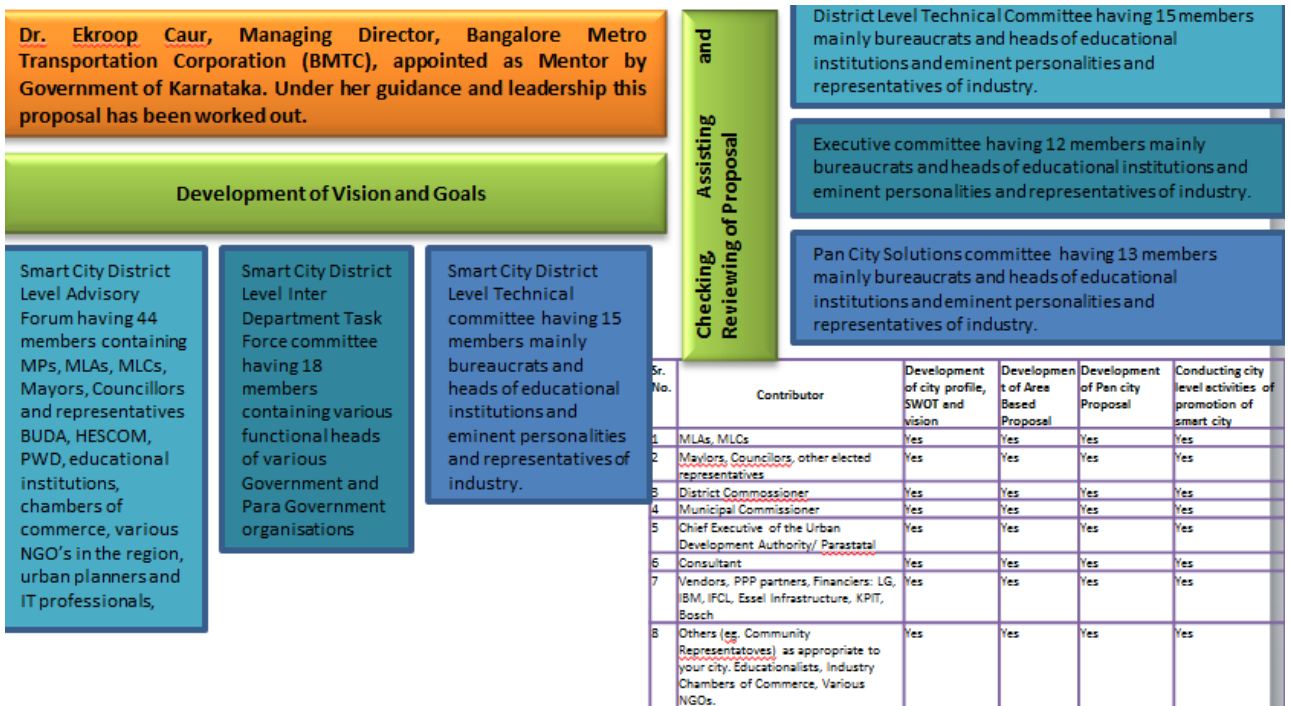 Dr. Ekroop Caur, Managing Director, Bangalore Metro
Transportation Corporation (BMTC), appointed as Mentor by
Government of Karnataka. Under her guidance and leadership this
proposal has been worked out.
Development of Vision and Goals
Smart City District
Level Advisory
Forum having 44
members containing
MPs, MLAs, MLCs,
Mayors, Councillors
and representatives
BUDA, HESCOM,
PWD, educational
institutions,
chambers of
commerce, various
NGO's in the region,
urban planners and
IT professionals,
Smart City District
Level Inter
Department Task
Force committee
having 18
members
containing various
functional heads
of various
Government and
Para Government
organisations
Smart City District
Level Technical
committee having 15
members mainly
bureaucrats and
heads of educational
institutions and
eminent personalities
and representatives of
industry.
Checking, Assisting and
Reviewing of Proposal
District Level Technical Committee having 15 members
mainly bureaucrats and heads of educational
institutions and eminent personalities and
representatives of industry.
Executive committee having 12 members mainly
bureaucrats and heads of educational institutions and
eminent personalities and representatives of industry.
Pan City Solutions committee having 13 members
mainly bureaucrats and heads of educational
institutions and eminent personalities and
representatives of industry.
Sr. No. Contributor Development of city profile, SWOT and vision Development of Area Based Proposal Development of Pan city Proposal Conducting city level activities of promotion of smart city
1 MLAs, MLCs Yes Yes Yes Yes
2 Maylors, Councilors, other elected representatives Yes Yes Yes Yes
3 District Commossioner Yes Yes Yes Yes
4 Municipal Commissioner Yes Yes Yes Yes
5 Chief Executive of the Urban Development Authority/ Parastatal Yes Yes Yes Yes
6 Consultant Yes Yes Yes Yes
7 Vendors, PPP partners, Financiers: LG, IBM, IFCL, Essel Infrastructure, KPIT, Bosch Yes Yes Yes Yes
8 Others (eg. Community Representatoves) as appropriate to your city. Educationalists, Industry Chambers of Commerce, Various NGOs. Yes Yes Yes Yes